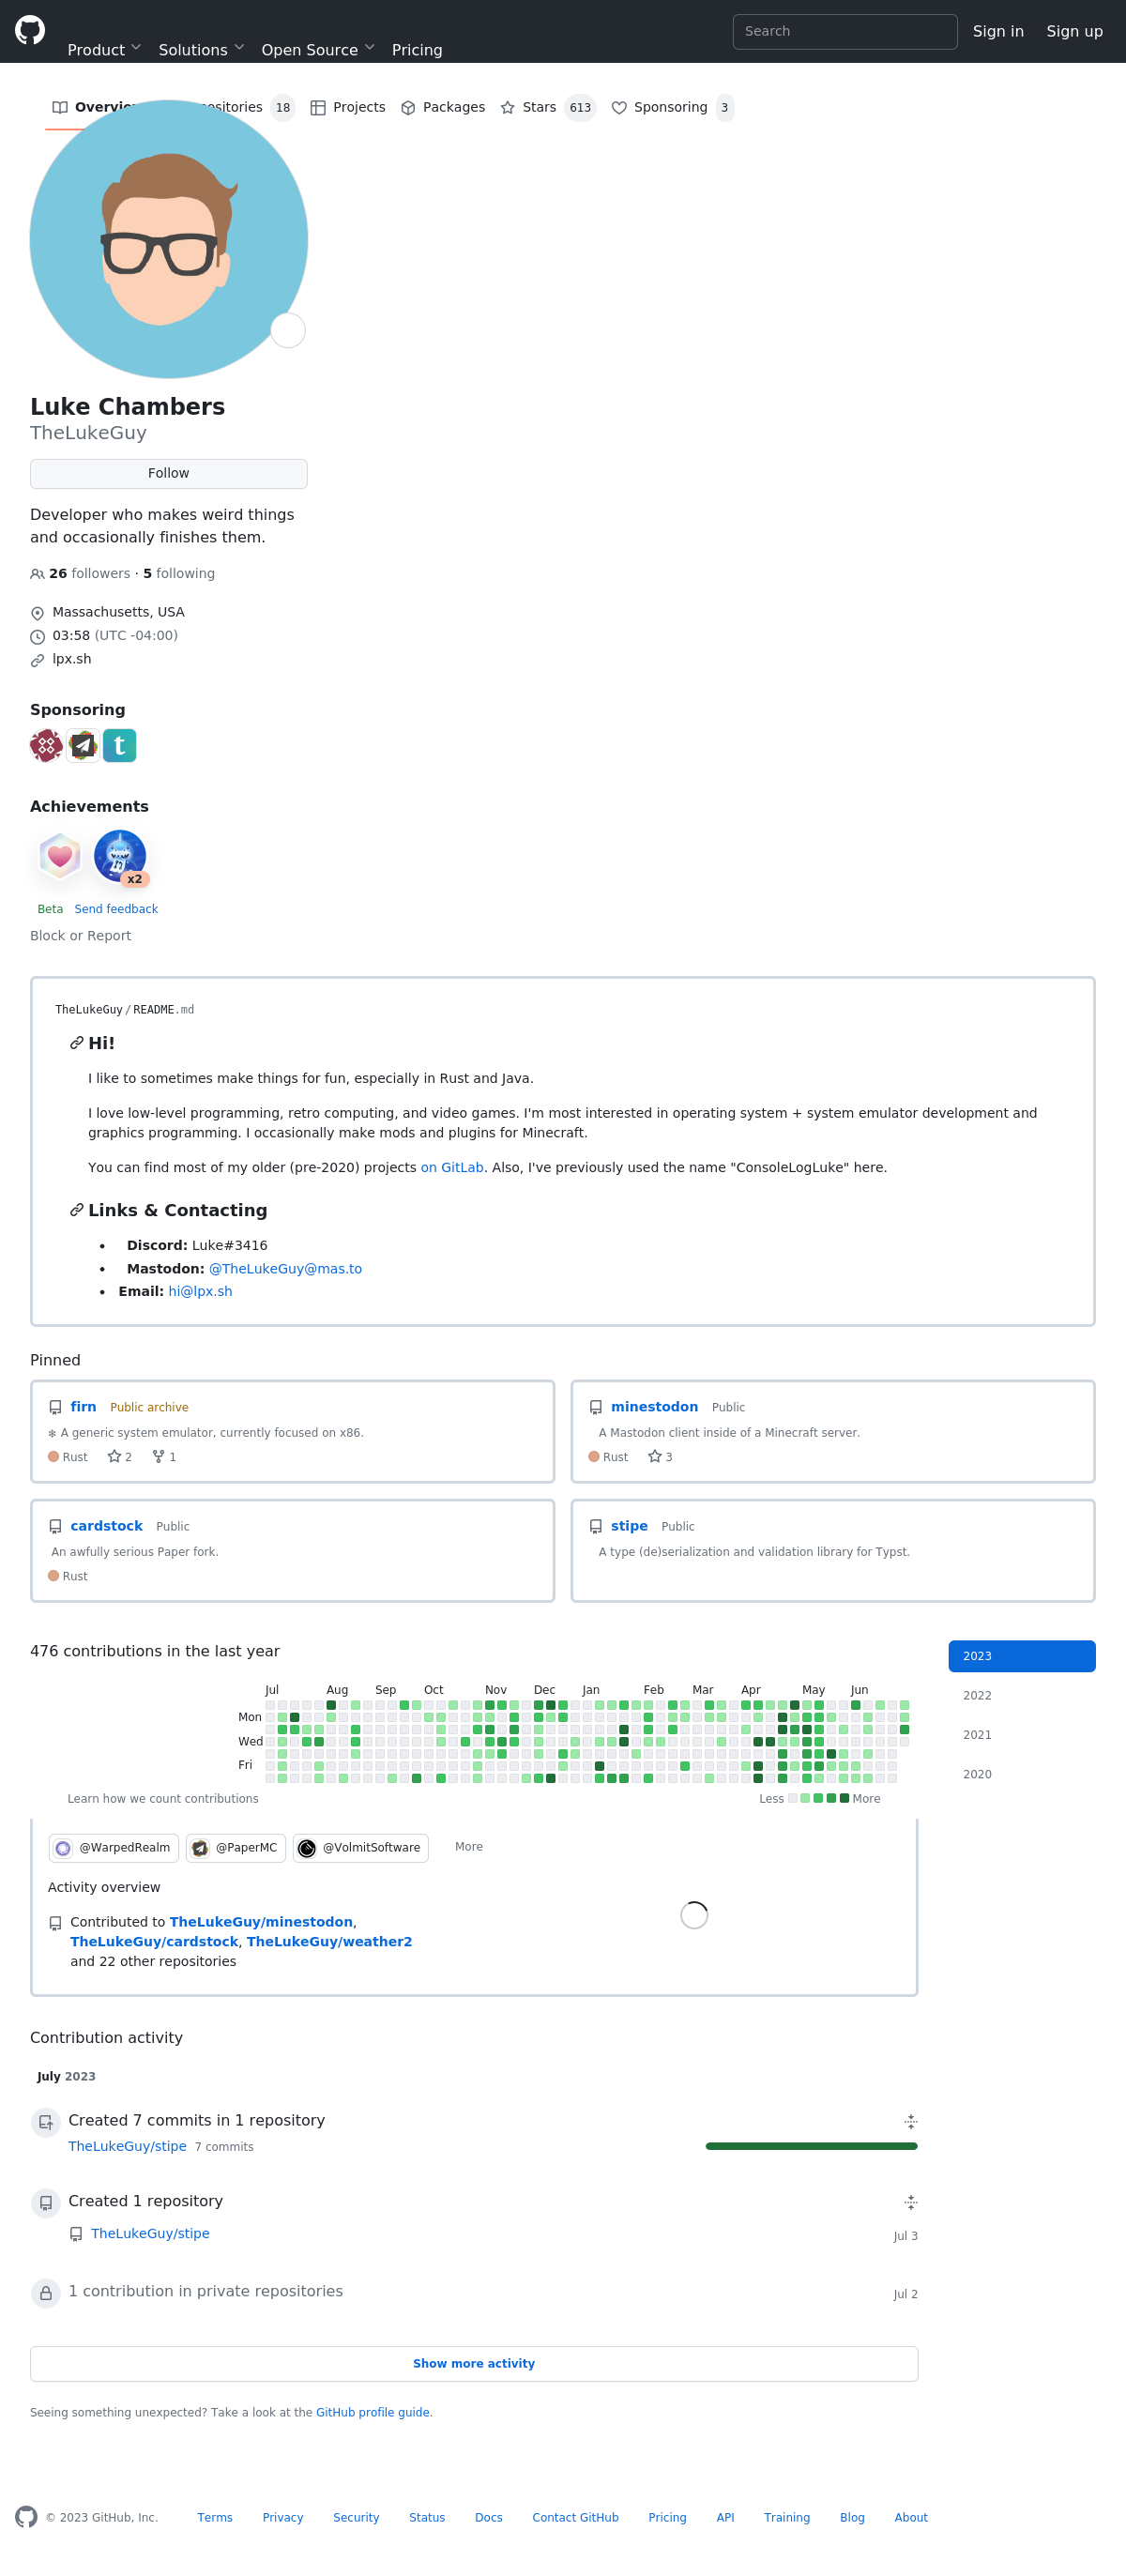 Product Solutions Open Source Pricing Search Sign in Sign up
Overview Repositories 18 Projects Packages Stars 613 Sponsoring 3
Luke Chambers
TheLukeGuy
Follow
Developer who makes weird things
and occasionally finishes them.
26 followers · 5 following
Massachusetts, USA
03:58 (UTC -04:00)
lpx.sh
Sponsoring
t
Achievements
x2
Beta Send feedback
Block or Report
TheLukeGuy/README.md
Hi!
I like to sometimes make things for fun, especially in Rust and Java.
I love low-level programming, retro computing, and video games. I'm most interested in operating system + system emulator development and
graphics programming. I occasionally make mods and plugins for Minecraft.
You can find most of my older (pre-2020) projects on GitLab. Also, I've previously used the name "ConsoleLogLuke" here.
Links & Contacting
• Discord: Luke#3416
• Mastodon: @TheLukeGuy@mas.to
• Email: hi@lpx.sh
Pinned
firn Public archive
❄ A generic system emulator, currently focused on x86.
Rust 2 1
minestodon Public
A Mastodon client inside of a Minecraft server.
Rust 3
cardstock Public
An awfully serious Paper fork.
Rust
stipe Public
A type (de)serialization and validation library for Typst.
476 contributions in the last year
2023
2022
2021
2020
Jul Aug Sep Oct Nov Dec Jan Feb Mar Apr May Jun
Mon
Wed
Fri
Learn how we count contributions Less More
@WarpedRealm @PaperMC @VolmitSoftware More
Activity overview
Contributed to TheLukeGuy/minestodon,
TheLukeGuy/cardstock, TheLukeGuy/weather2
and 22 other repositories
Contribution activity
July 2023
Created 7 commits in 1 repository
TheLukeGuy/stipe 7 commits
Created 1 repository
TheLukeGuy/stipe Jul 3
1 contribution in private repositories Jul 2
Show more activity
Seeing something unexpected? Take a look at the GitHub profile guide.
© 2023 GitHub, Inc. Terms Privacy Security Status Docs Contact GitHub Pricing API Training Blog About